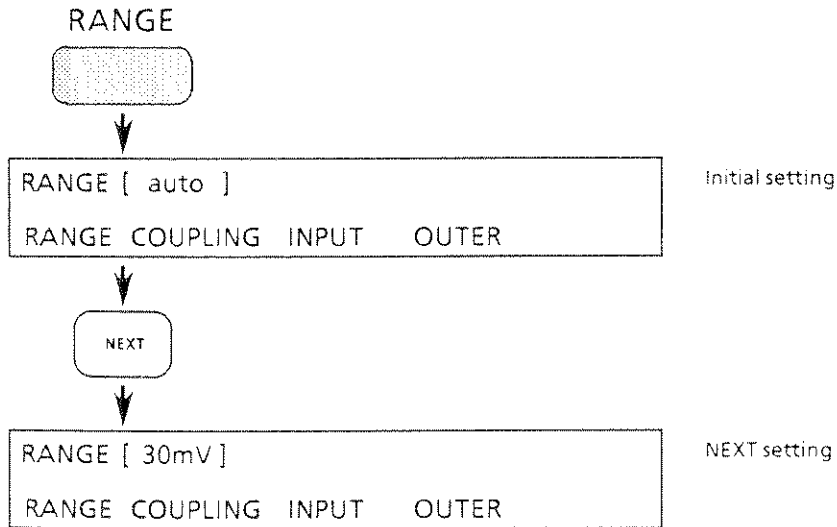 RANGE
RANGE [ auto ]
Initial setting
RANGE COUPLING INPUT OUTER
NEXT
RANGE [ 30mV ]
NEXT setting
RANGE COUPLING INPUT OUTER